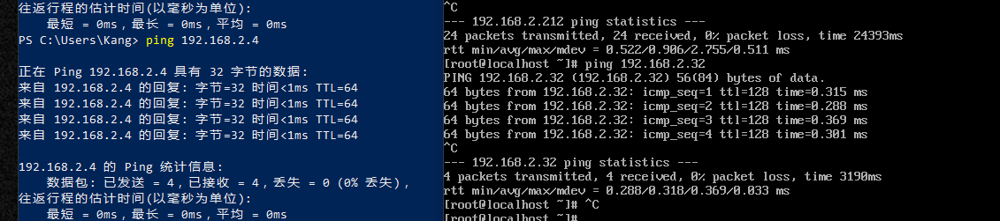 往返行程的估计时间(以毫秒为单位):
    最短 = 0ms，最长 = 0ms，平均 = 0ms
PS C:\Users\Kang> ping 192.168.2.4
正在 Ping 192.168.2.4 具有 32 字节的数据:
来自 192.168.2.4 的回复: 字节=32 时间<1ms TTL=64
来自 192.168.2.4 的回复: 字节=32 时间<1ms TTL=64
来自 192.168.2.4 的回复: 字节=32 时间<1ms TTL=64
来自 192.168.2.4 的回复: 字节=32 时间<1ms TTL=64
192.168.2.4 的 Ping 统计信息:
    数据包: 已发送 = 4，已接收 = 4，丢失 = 0 (0% 丢失)，
往返行程的估计时间(以毫秒为单位):
    最短 = 0ms，最长 = 0ms，平均 = 0ms
^C
--- 192.168.2.212 ping statistics ---
24 packets transmitted, 24 received, 0% packet loss, time 24393ms
rtt min/avg/max/mdev = 0.522/0.906/2.755/0.511 ms
[root@localhost ~]# ping 192.168.2.32
PING 192.168.2.32 (192.168.2.32) 56(84) bytes of data.
64 bytes from 192.168.2.32: icmp_seq=1 ttl=128 time=0.315 ms
64 bytes from 192.168.2.32: icmp_seq=2 ttl=128 time=0.288 ms
64 bytes from 192.168.2.32: icmp_seq=3 ttl=128 time=0.369 ms
64 bytes from 192.168.2.32: icmp_seq=4 ttl=128 time=0.301 ms
^C
--- 192.168.2.32 ping statistics ---
4 packets transmitted, 4 received, 0% packet loss, time 3190ms
rtt min/avg/max/mdev = 0.288/0.318/0.369/0.033 ms
[root@localhost ~]# ^C
[root@localhost ~]#